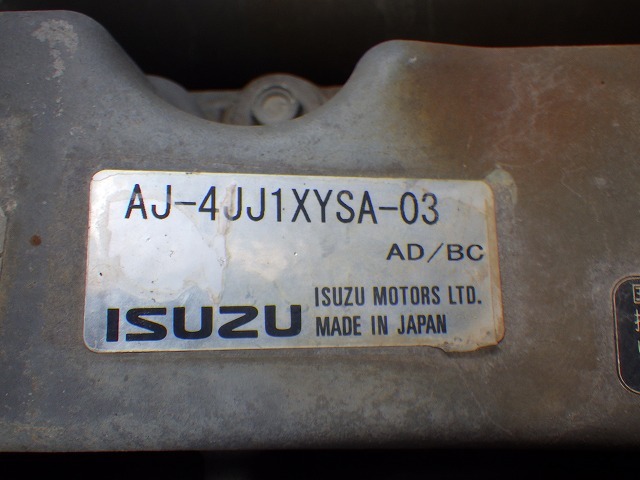 AJ-4JJ1XYSA-03
AD/BC
ISUZU
ISUZU MOTORS LTD.
MADE IN JAPAN